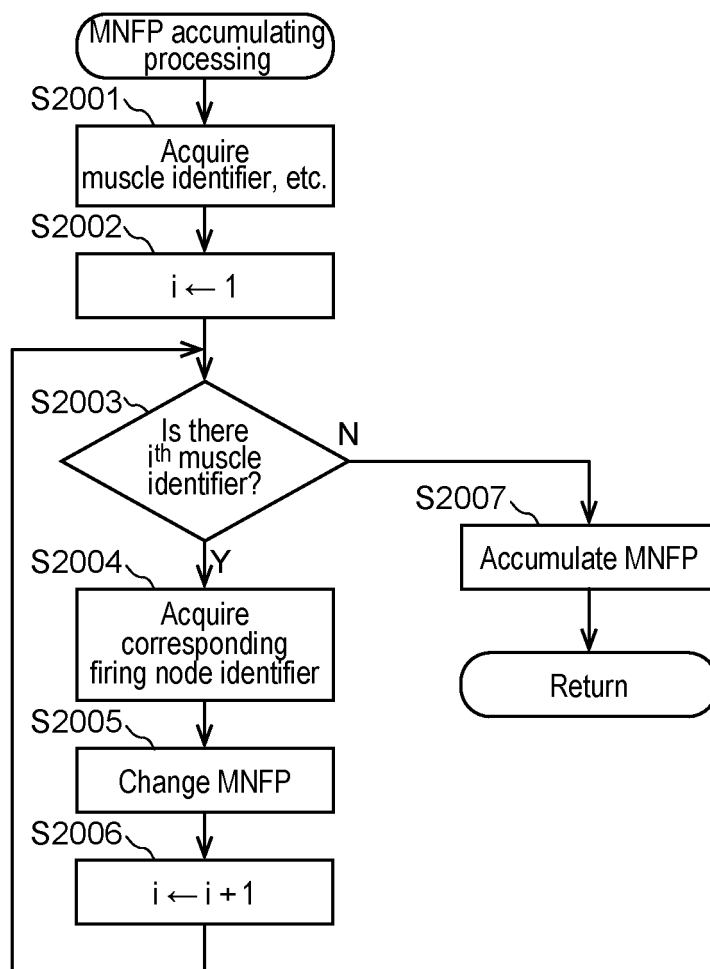 MNFP accumulating
processing
S2001
Acquire
muscle identifier, etc.
S2002
i ← 1
S2003
Is there
ith muscle
identifier?
N
Y
S2004
Acquire
corresponding
firing node identifier
S2005
Change MNFP
S2006
i ← i + 1
S2007
Accumulate MNFP
Return